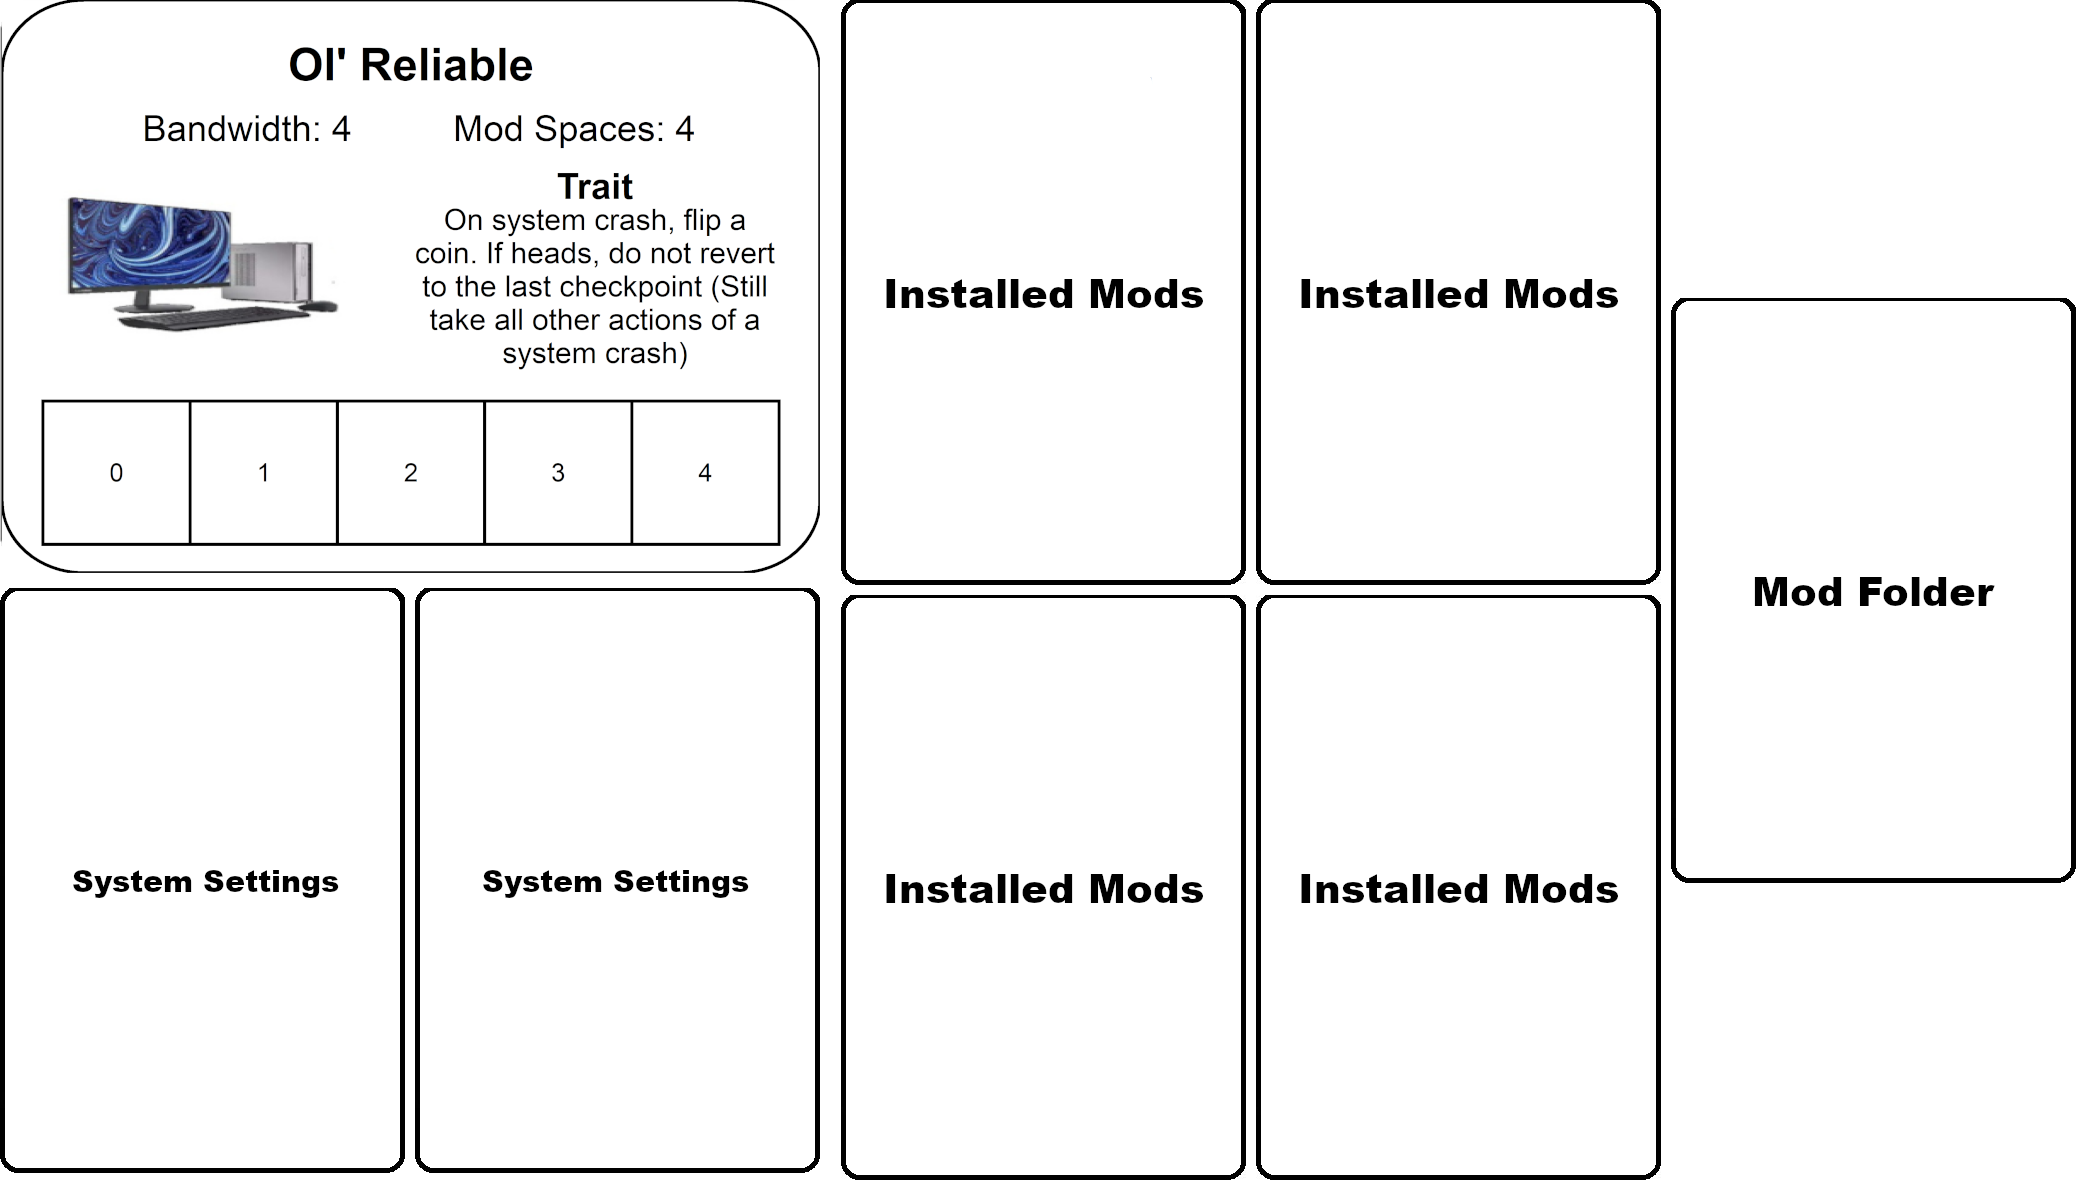 Ol' Reliable
Bandwidth: 4
Mod Spaces: 4
Trait
On system crash, flip a
coin. If heads, do not revert
to the last checkpoint (Still
take all other actions of a
system crash)
0
1
2
3
4
Installed Mods
Installed Mods
Mod Folder
System Settings
System Settings
Installed Mods
Installed Mods